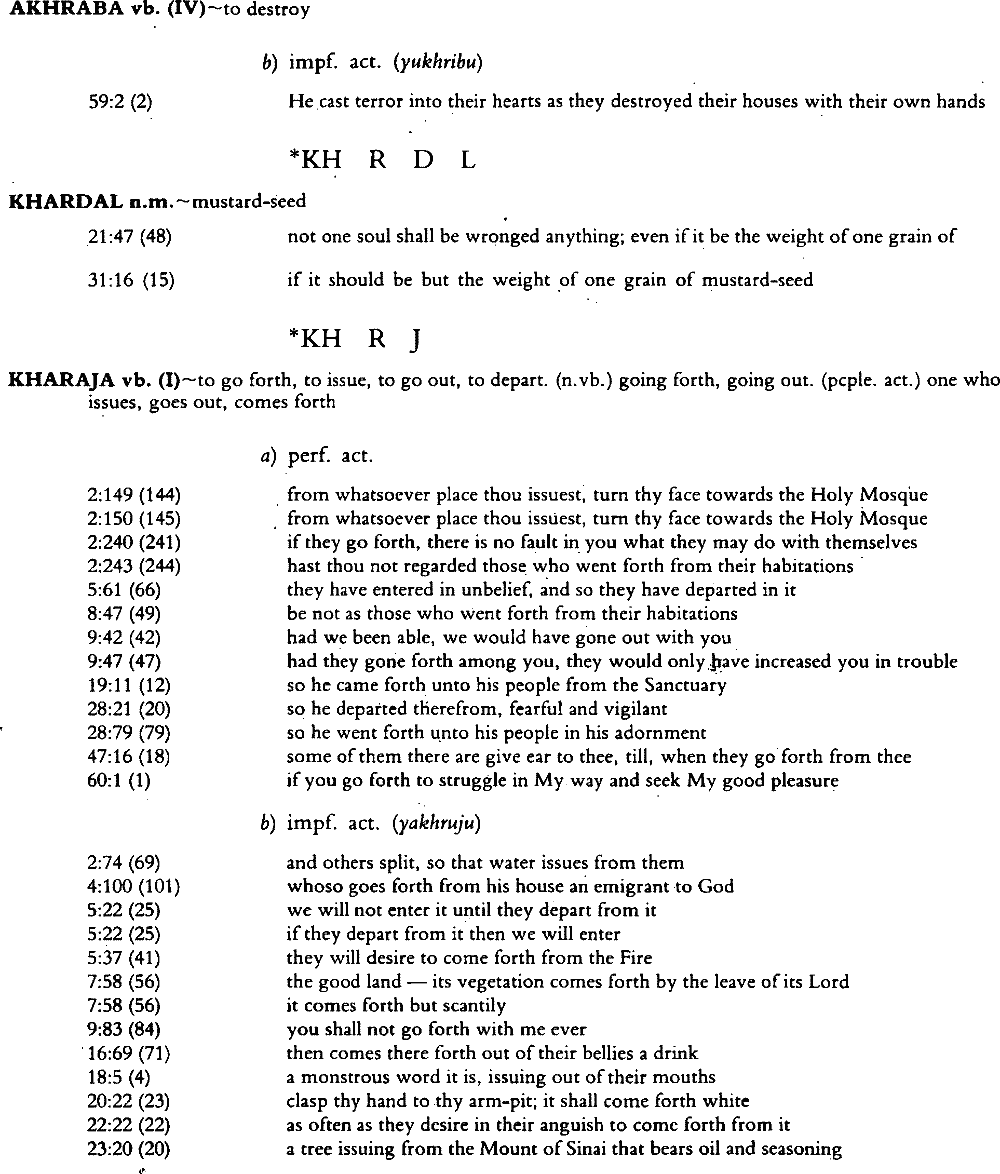 AKHRABA vb. (IV)~to destroy
b) impf. act. (yukhribu)
59:2 (2) He cast terror into their hearts as they destroyed their houses with their own hands
*KH R D L
KHARDAL n.m.~mustard-seed
21:47 (48) not one soul shall be wronged anything; even if it be the weight of one grain of
31:16 (15) if it should be but the weight of one grain of mustard-seed
*KH R J
KHARAJA vb. (I)~to go forth, to issue, to go out, to depart. (n.vb.) going forth, going out. (pcple. act.) one who
issues, goes out, comes forth
a) perf. act.
2:149 (144) from whatsoever place thou issuest, turn thy face towards the Holy Mosque
2:150 (145) from whatsoever place thou issuest, turn thy face towards the Holy Mosque
2:240 (241) if they go forth, there is no fault in you what they may do with themselves
2:243 (244) hast thou not regarded those who went forth from their habitations
5:61 (66) they have entered in unbelief, and so they have departed in it
8:47 (49) be not as those who went forth from their habitations
9:42 (42) had we been able, we would have gone out with you
9:47 (47) had they gone forth among you, they would only have increased you in trouble
19:11 (12) so he came forth unto his people from the Sanctuary
28:21 (20) so he departed therefrom, fearful and vigilant
28:79 (79) so he went forth unto his people in his adornment
47:16 (18) some of them there are give ear to thee, till, when they go forth from thee
60:1 (1) if you go forth to struggle in My way and seek My good pleasure
b) impf. act. (yakhruju)
2:74 (69) and others split, so that water issues from them
4:100 (101) whoso goes forth from his house an emigrant to God
5:22 (25) we will not enter it until they depart from it
5:22 (25) if they depart from it then we will enter
5:37 (41) they will desire to come forth from the Fire
7:58 (56) the good land — its vegetation comes forth by the leave of its Lord
7:58 (56) it comes forth but scantily
9:83 (84) you shall not go forth with me ever
16:69 (71) then comes there forth out of their bellies a drink
18:5 (4) a monstrous word it is, issuing out of their mouths
20:22 (23) clasp thy hand to thy arm-pit; it shall come forth white
22:22 (22) as often as they desire in their anguish to come forth from it
23:20 (20) a tree issuing from the Mount of Sinai that bears oil and seasoning